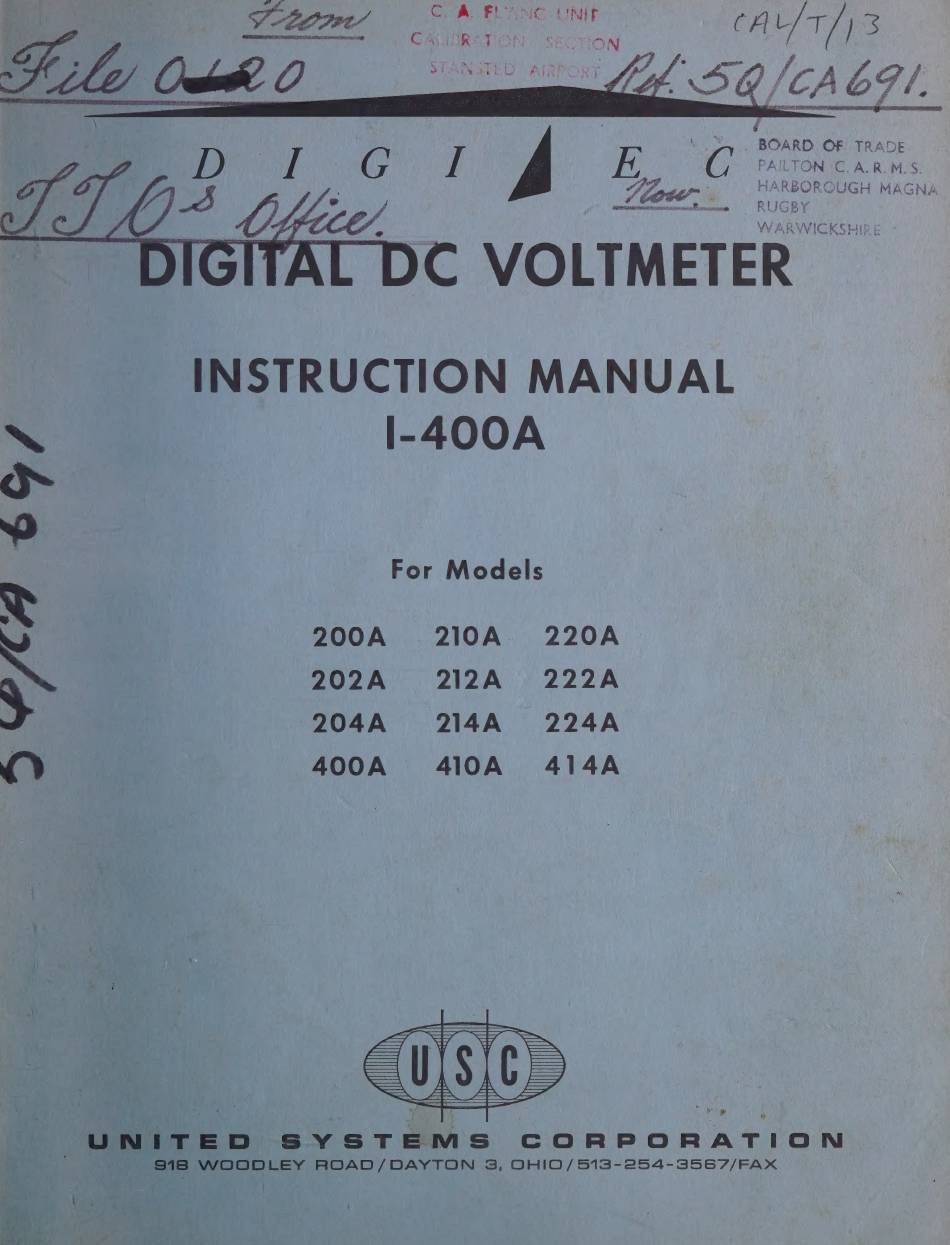 From
C. A. FLYING UNIT
CALIBRATION SECTION
STANSTED AIRPORT
CAL/T/13
File 0120
Ref. 5Q/CA691.
DIGITEC
BOARD OF TRADE
PAILTON C.A.R.M.S.
HARBOROUGH MAGNA
RUGBY
WARWICKSHIRE
TTOs Office.
Now.
DIGITAL DC VOLTMETER
INSTRUCTION MANUAL
I-400A
5Q/CA 691
For Models
200A 210A 220A
202A 212A 222A
204A 214A 224A
400A 410A 414A
USC
UNITED SYSTEMS CORPORATION
918 WOODLEY ROAD/DAYTON 3, OHIO/513-254-3567/FAX